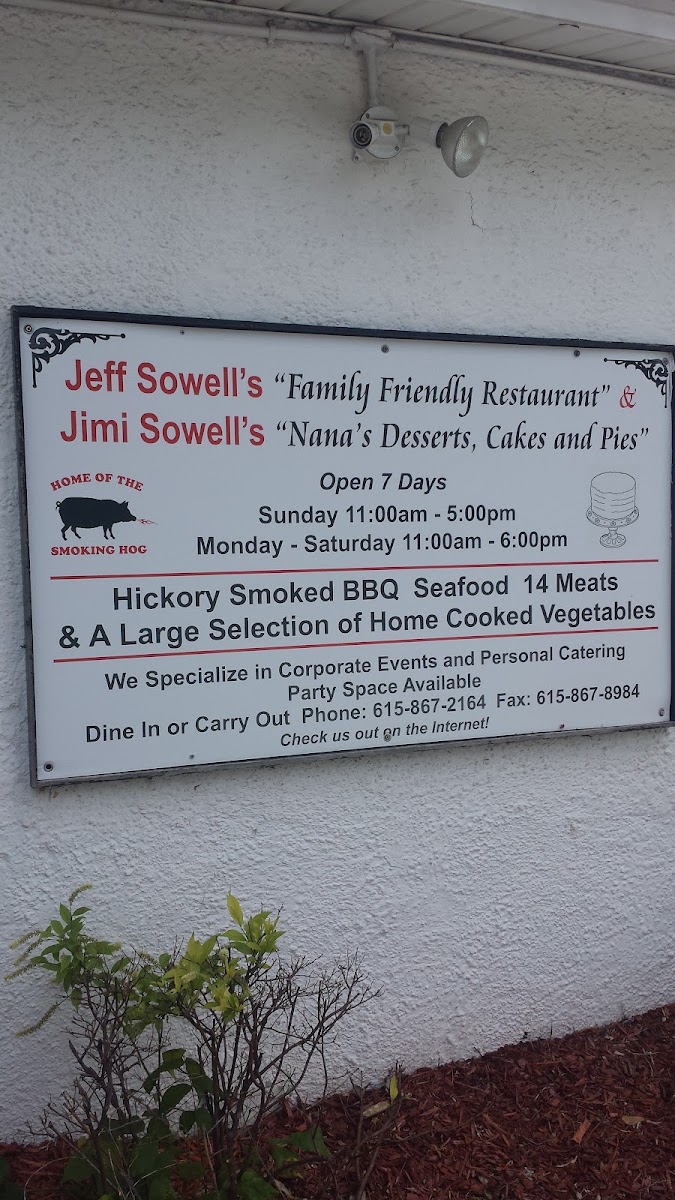 Jeff Sowell's "Family Friendly Restaurant" &
Jimi Sowell's "Nana's Desserts, Cakes and Pies"
HOME OF THE
SMOKING HOG
Open 7 Days
Sunday 11:00am - 5:00pm
Monday - Saturday 11:00am - 6:00pm
Hickory Smoked BBQ Seafood 14 Meats
& A Large Selection of Home Cooked Vegetables
We Specialize in Corporate Events and Personal Catering
Party Space Available
Dine In or Carry Out Phone: 615-867-2164 Fax: 615-867-8984
Check us out on the Internet!